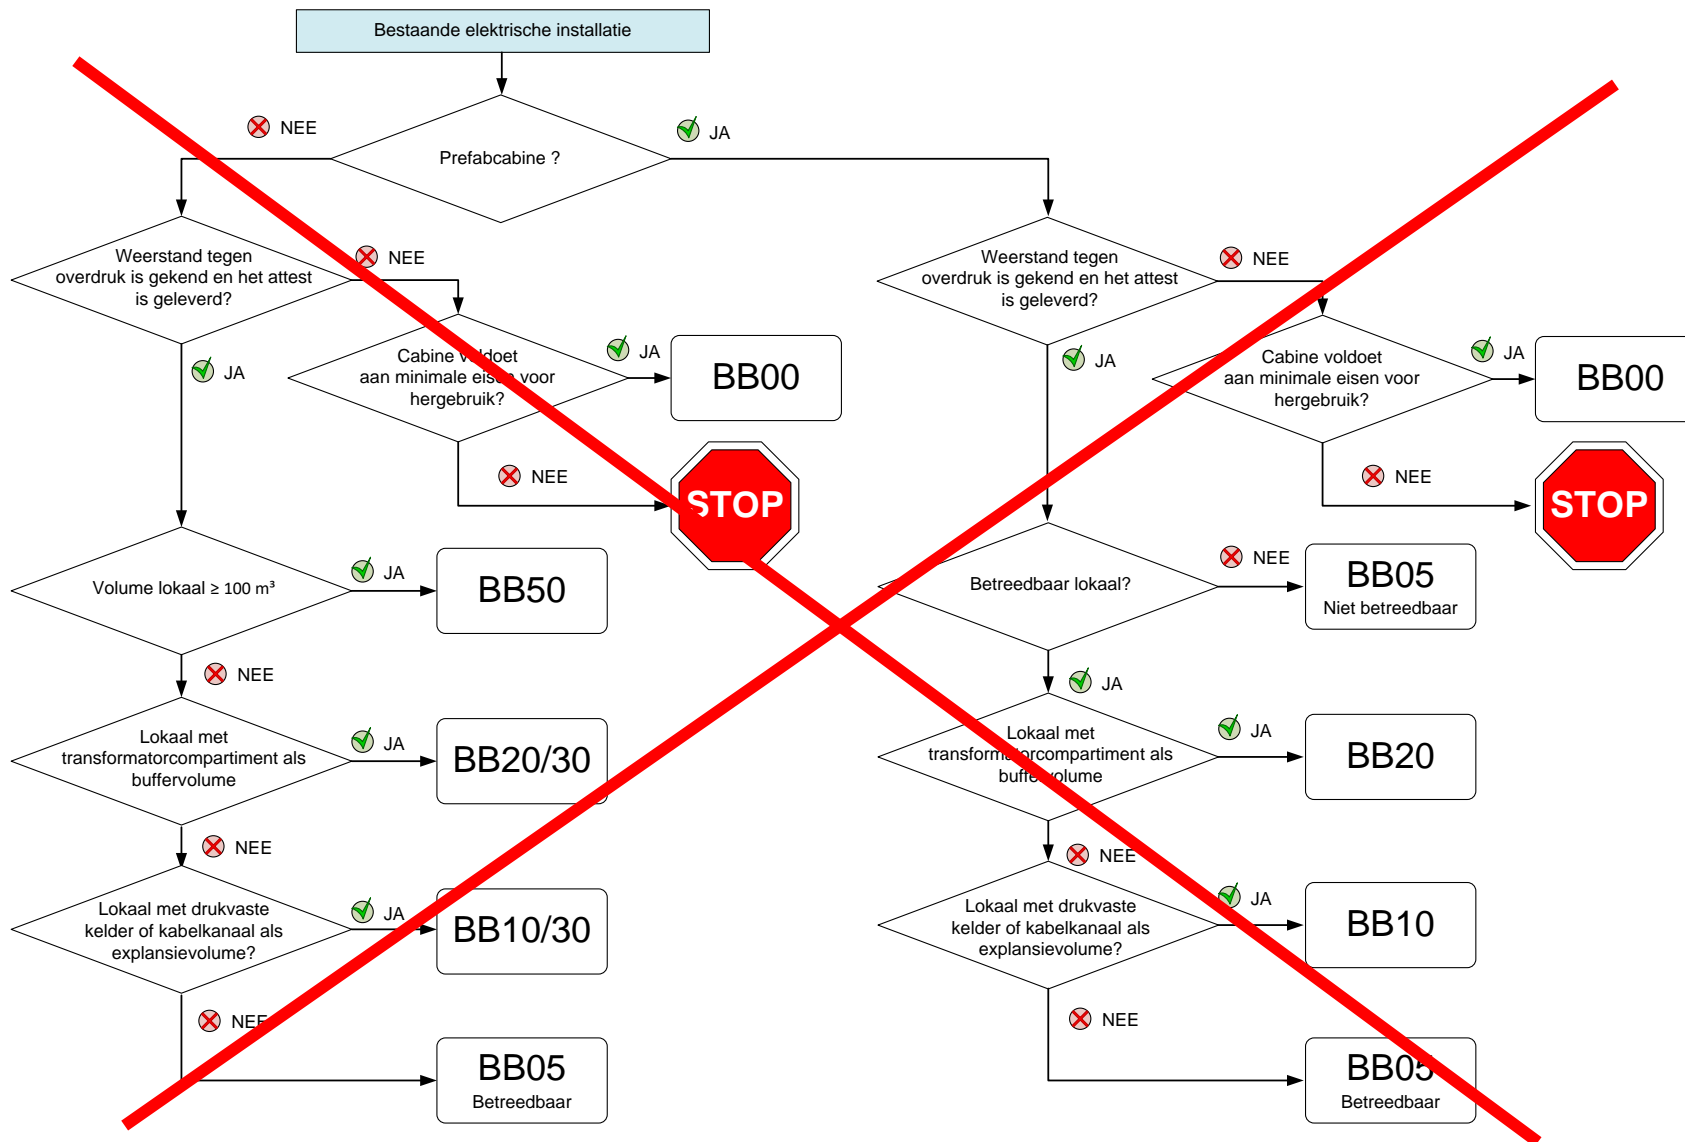 Bestaande elektrische installatie
NEE
JA
Prefabcabine ?
Weerstand tegen
overdruk is gekend en het attest
is geleverd?
NEE
JA
Cabine voldoet
aan minimale eisen voor
hergebruik?
JA
BB00
NEE
STOP
Volume lokaal ≥ 100 m³
JA
BB50
NEE
Lokaal met
transformatorcompartiment als
buffervolume
JA
BB20/30
NEE
Lokaal met drukvaste
kelder of kabelkanaal als
explansievolume?
JA
BB10/30
NEE
BB05
Betreedbaar
Weerstand tegen
overdruk is gekend en het attest
is geleverd?
NEE
JA
Cabine voldoet
aan minimale eisen voor
hergebruik?
JA
BB00
NEE
STOP
Betreedbaar lokaal?
NEE
BB05
Niet betreedbaar
JA
Lokaal met
transformatorcompartiment als
buffervolume
JA
BB20
NEE
Lokaal met drukvaste
kelder of kabelkanaal als
explansievolume?
JA
BB10
NEE
BB05
Betreedbaar